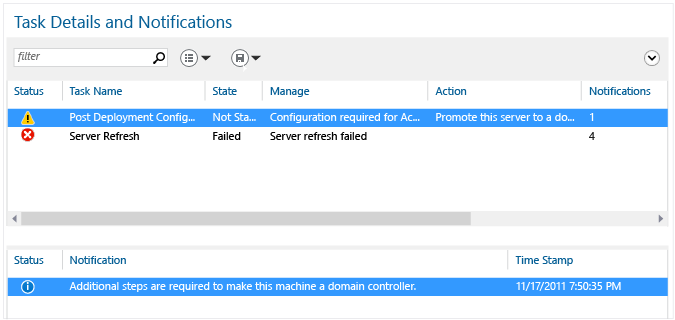 Task Details and Notifications
filter
Status Task Name State Manage Action Notifications
Post Deployment Config... Not Sta... Configuration required for Ac... Promote this server to a do... 1
Server Refresh Failed Server refresh failed 4
Status Notification Time Stamp
Additional steps are required to make this machine a domain controller. 11/17/2011 7:50:35 PM